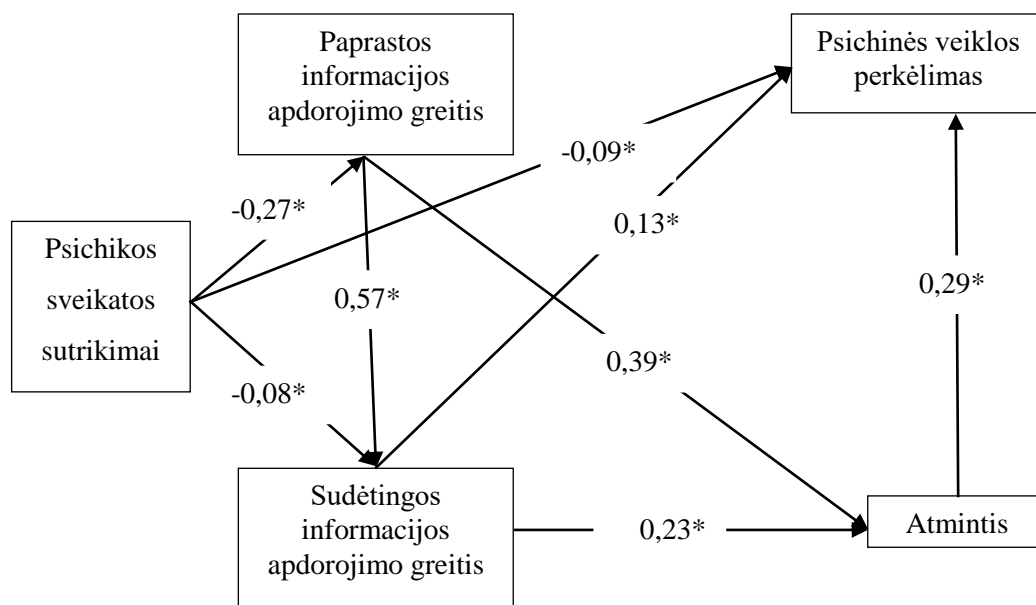 Paprastos
informacijos
apdorojimo greitis
Psichinės veiklos
perkėlimas
-0,09*
-0,27*
0,13*
Psichikos
sveikatos
sutrikimai
0,57*
0,29*
0,39*
-0,08*
Sudėtingos
informacijos
apdorojimo greitis
0,23*
Atmintis